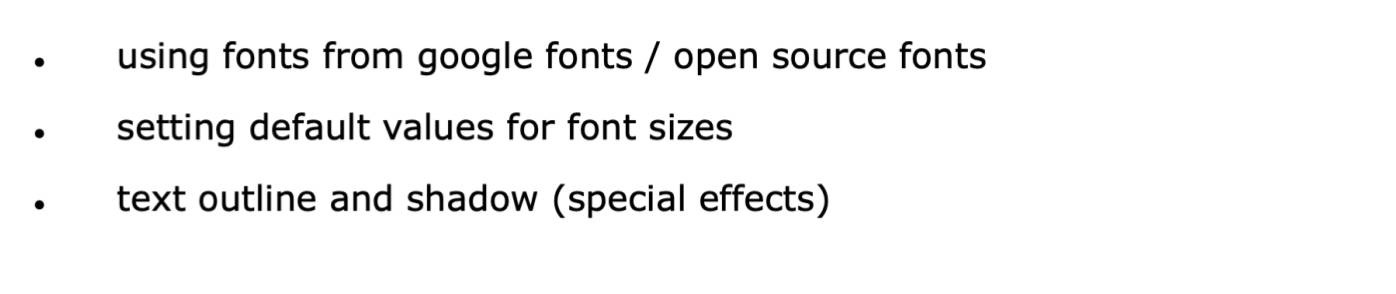 • using fonts from google fonts / open source fonts
• setting default values for font sizes
• text outline and shadow (special effects)